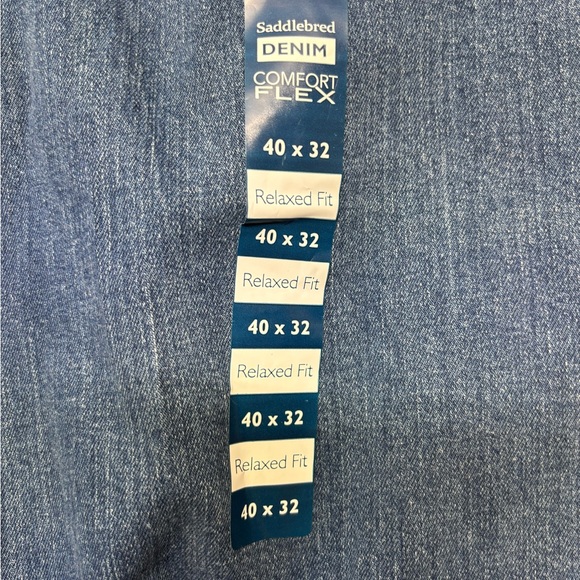 Saddlebred
DENIM
COMFORT
FLEX
40 x 32
Relaxed Fit
40 x 32
Relaxed Fit
40 x 32
Relaxed Fit
40 x 32
Relaxed Fit
40 x 32